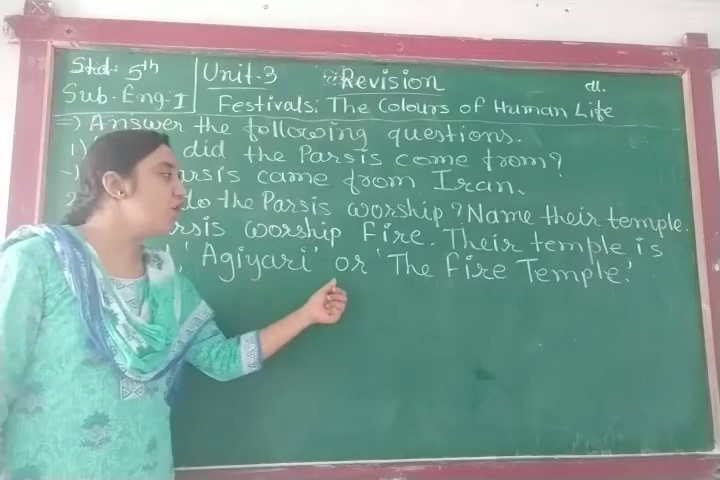 Std: 5th
Sub. Eng-I
Unit-3
Revision
dt.
Festivals: The Colours of Human Life
=) Answer the following questions.
1) did the Parsis come from?
arsis came from Iran.
2 do the Parsis worship? Name their temple.
rsis worship Fire. Their temple is
'Agiyari' or 'The Fire Temple.'